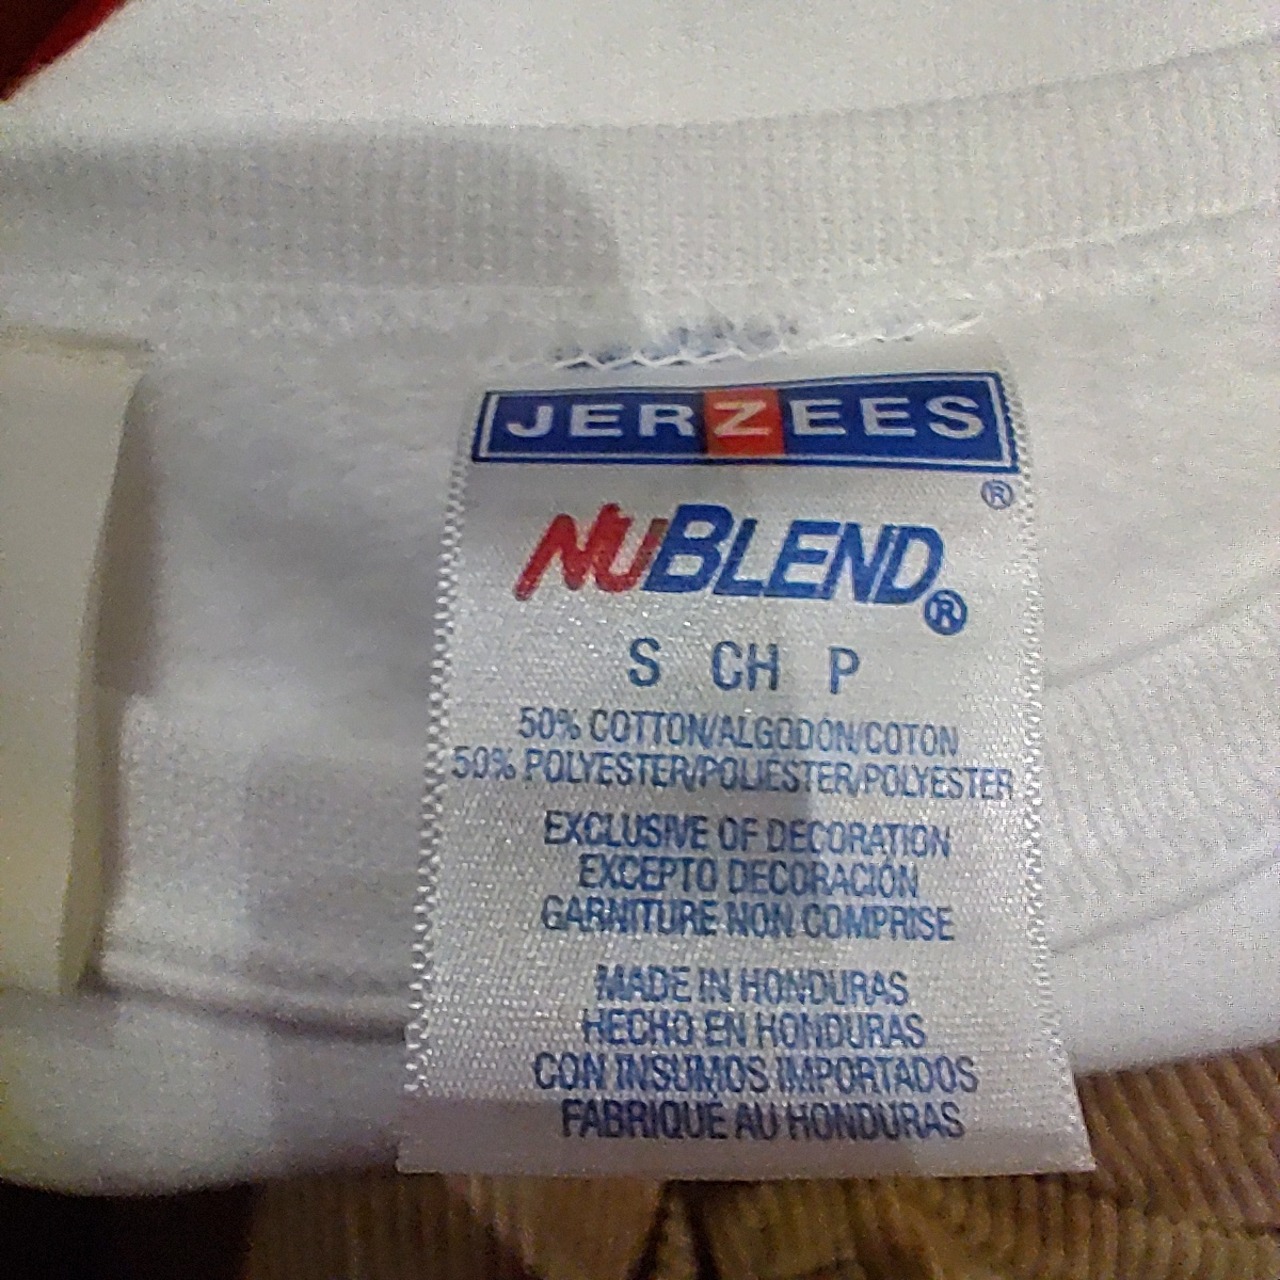 JERZEES
®
NUBLEND®
S CH P
50% COTTON/ALGODÓN/COTON
50% POLYESTER/POLIESTER/POLYESTER
EXCLUSIVE OF DECORATION
EXCEPTO DECORACIÓN
GARNITURE NON COMPRISE
MADE IN HONDURAS
HECHO EN HONDURAS
CON INSUMOS IMPORTADOS
FABRIQUÉ AU HONDURAS